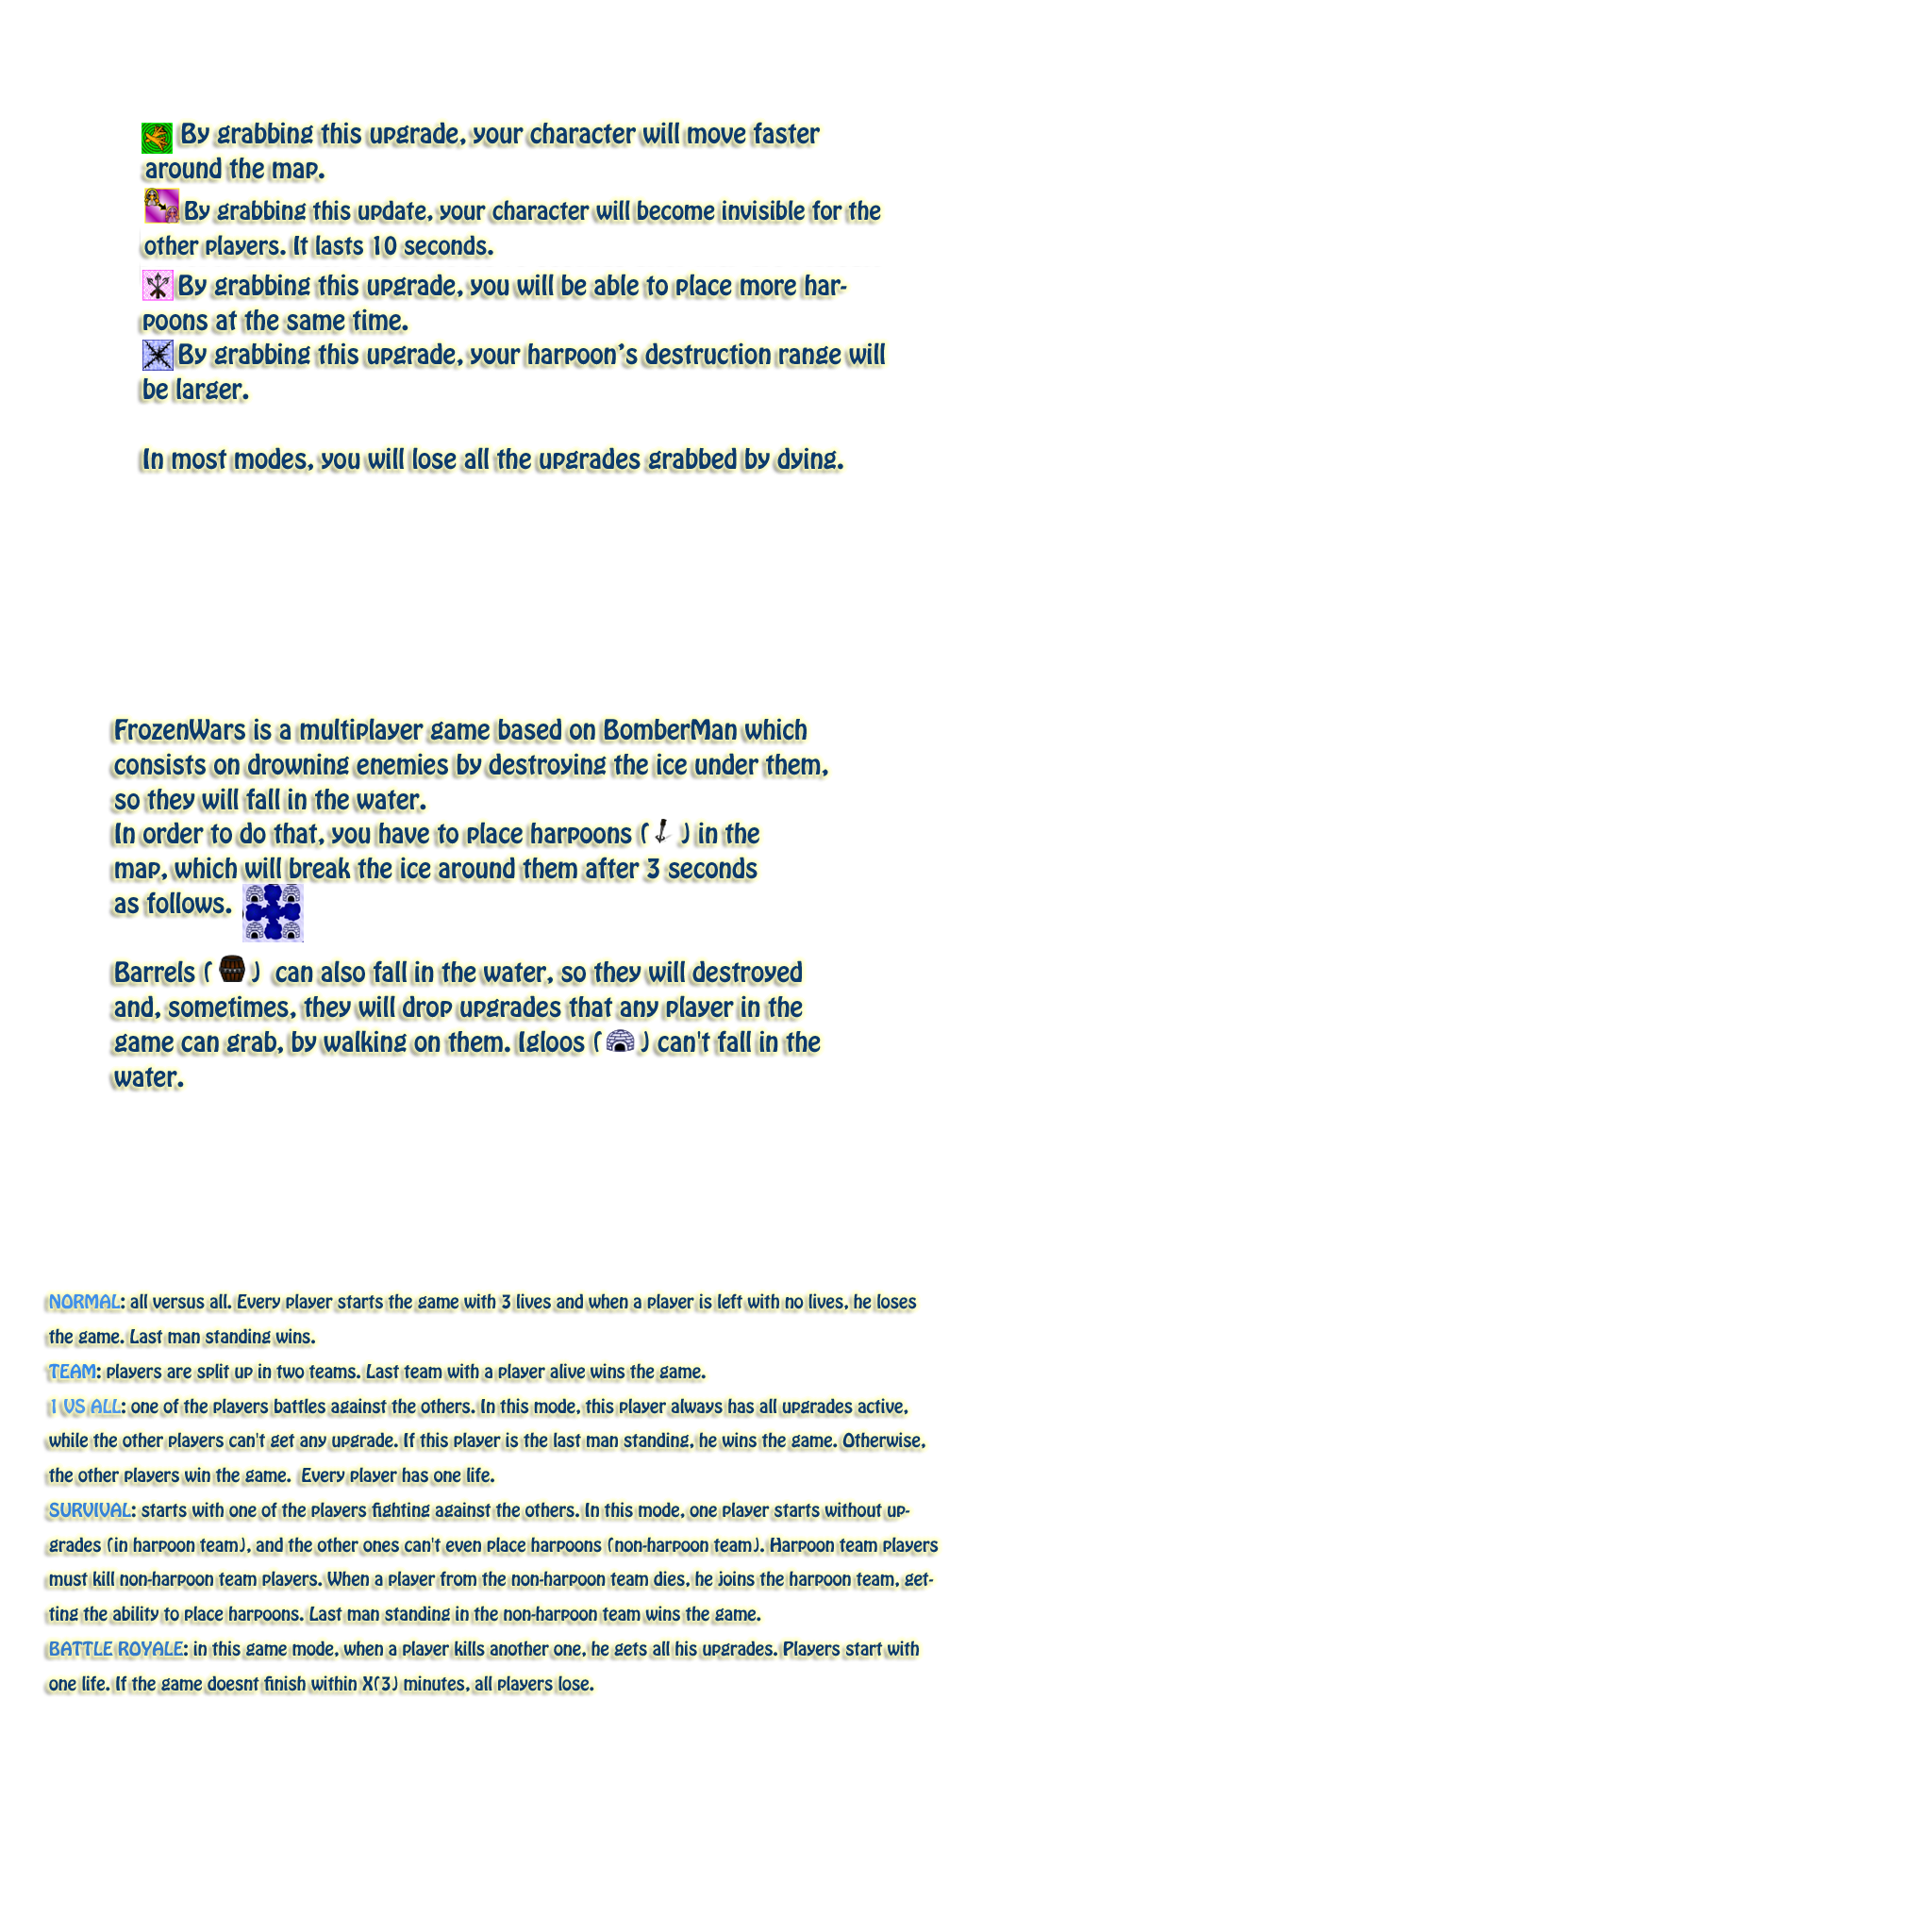 By grabbing this upgrade, your character will move faster
around the map.
By grabbing this update, your character will become invisible for the
other players. It lasts 10 seconds.
By grabbing this upgrade, you will be able to place more har-
poons at the same time.
By grabbing this upgrade, your harpoon's destruction range will
be larger.
In most modes, you will lose all the upgrades grabbed by dying.
FrozenWars is a multiplayer game based on BomberMan which
consists on drowning enemies by destroying the ice under them,
so they will fall in the water.
In order to do that, you have to place harpoons ( ) in the
map, which will break the ice around them after 3 seconds
as follows.
Barrels ( ) can also fall in the water, so they will destroyed
and, sometimes, they will drop upgrades that any player in the
game can grab, by walking on them. Igloos ( ) can't fall in the
water.
NORMAL: all versus all. Every player starts the game with 3 lives and when a player is left with no lives, he loses
the game. Last man standing wins.
TEAM: players are split up in two teams. Last team with a player alive wins the game.
1 VS ALL: one of the players battles against the others. In this mode, this player always has all upgrades active,
while the other players can't get any upgrade. If this player is the last man standing, he wins the game. Otherwise,
the other players win the game. Every player has one life.
SURVIVAL: starts with one of the players fighting against the others. In this mode, one player starts without up-
grades (in harpoon team), and the other ones can't even place harpoons (non-harpoon team). Harpoon team players
must kill non-harpoon team players. When a player from the non-harpoon team dies, he joins the harpoon team, get-
ting the ability to place harpoons. Last man standing in the non-harpoon team wins the game.
BATTLE ROYALE: in this game mode, when a player kills another one, he gets all his upgrades. Players start with
one life. If the game doesnt finish within X(3) minutes, all players lose.